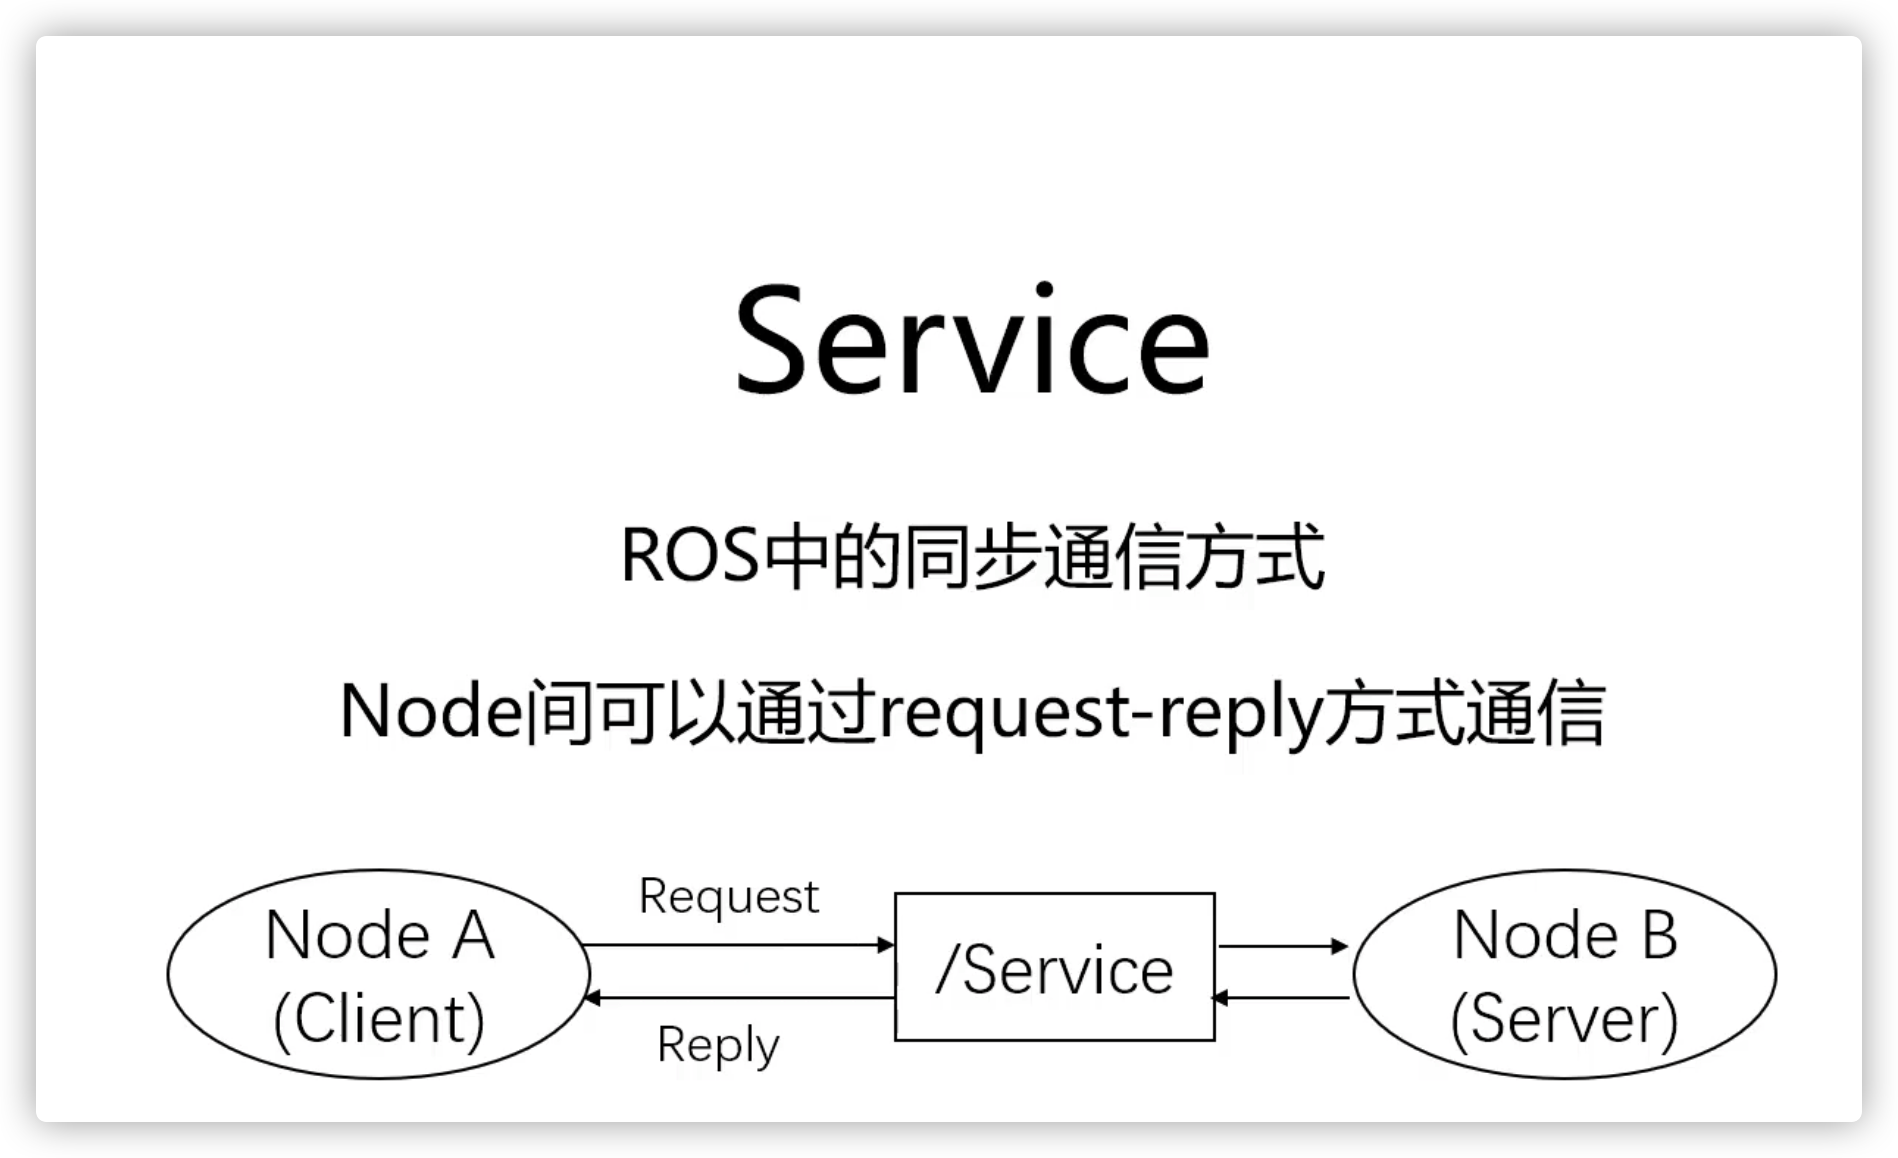 Service
ROS中的同步通信方式
Node间可以通过request-reply方式通信
Node A
(Client)
Request
Reply
/Service
Node B
(Server)